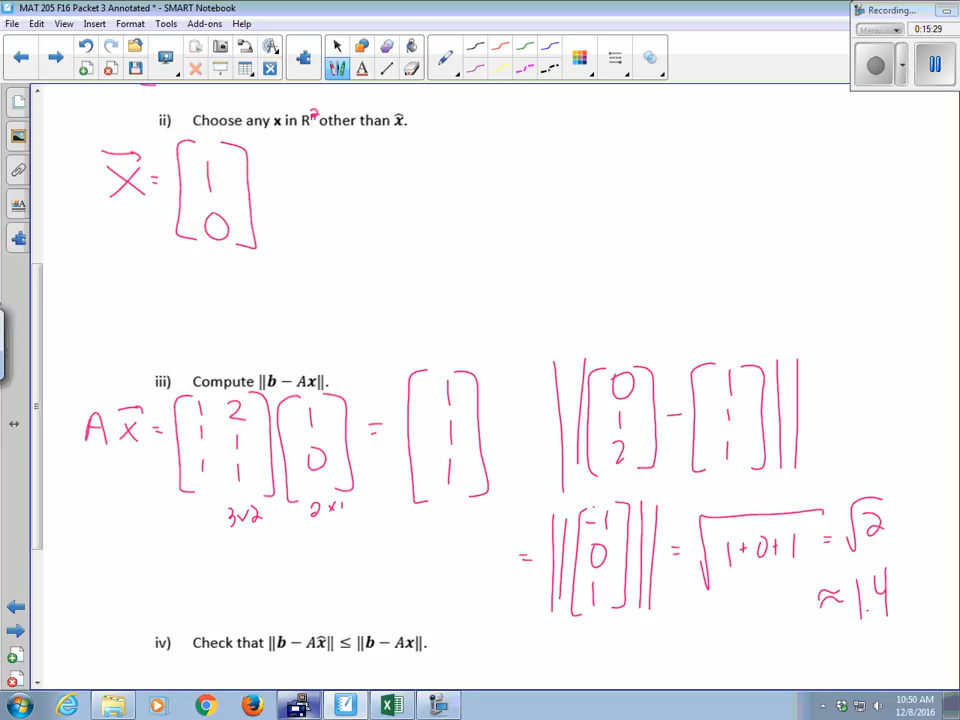 MAT 205 F16 Packet 3 Annotated * - SMART Notebook
Recording...
File Edit View Insert Format Tools Add-ons Help
Menu
00:15:29
ii) Choose any x in R² other than x̂.
x⃗ = [1 0]
iii) Compute ‖b − Ax‖.
A x⃗ = [1 2 1 1 1 1] [1 0] = [1 1 1]
3x2 2x1
‖[0 1 2] − [1 1 1]‖
= ‖[-1 0 1]‖ = √1+0+1 = √2
≈ 1.4
iv) Check that ‖b − Ax̂‖ ≤ ‖b − Ax‖.
10:50 AM
12/8/2016